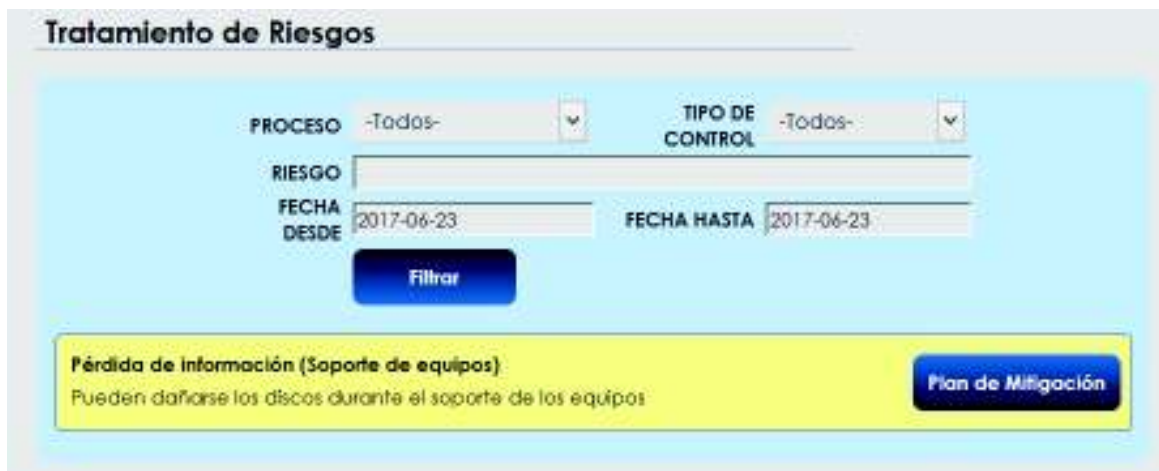 Tratamiento de Riesgos
PROCESO -Todos- TIPO DE CONTROL -Todos-
RIESGO
FECHA DESDE 2017-06-23 FECHA HASTA 2017-06-23
Filtrar
Pérdida de información (Soporte de equipos)
Pueden dañarse los discos durante el soporte de los equipos
Plan de Mitigación